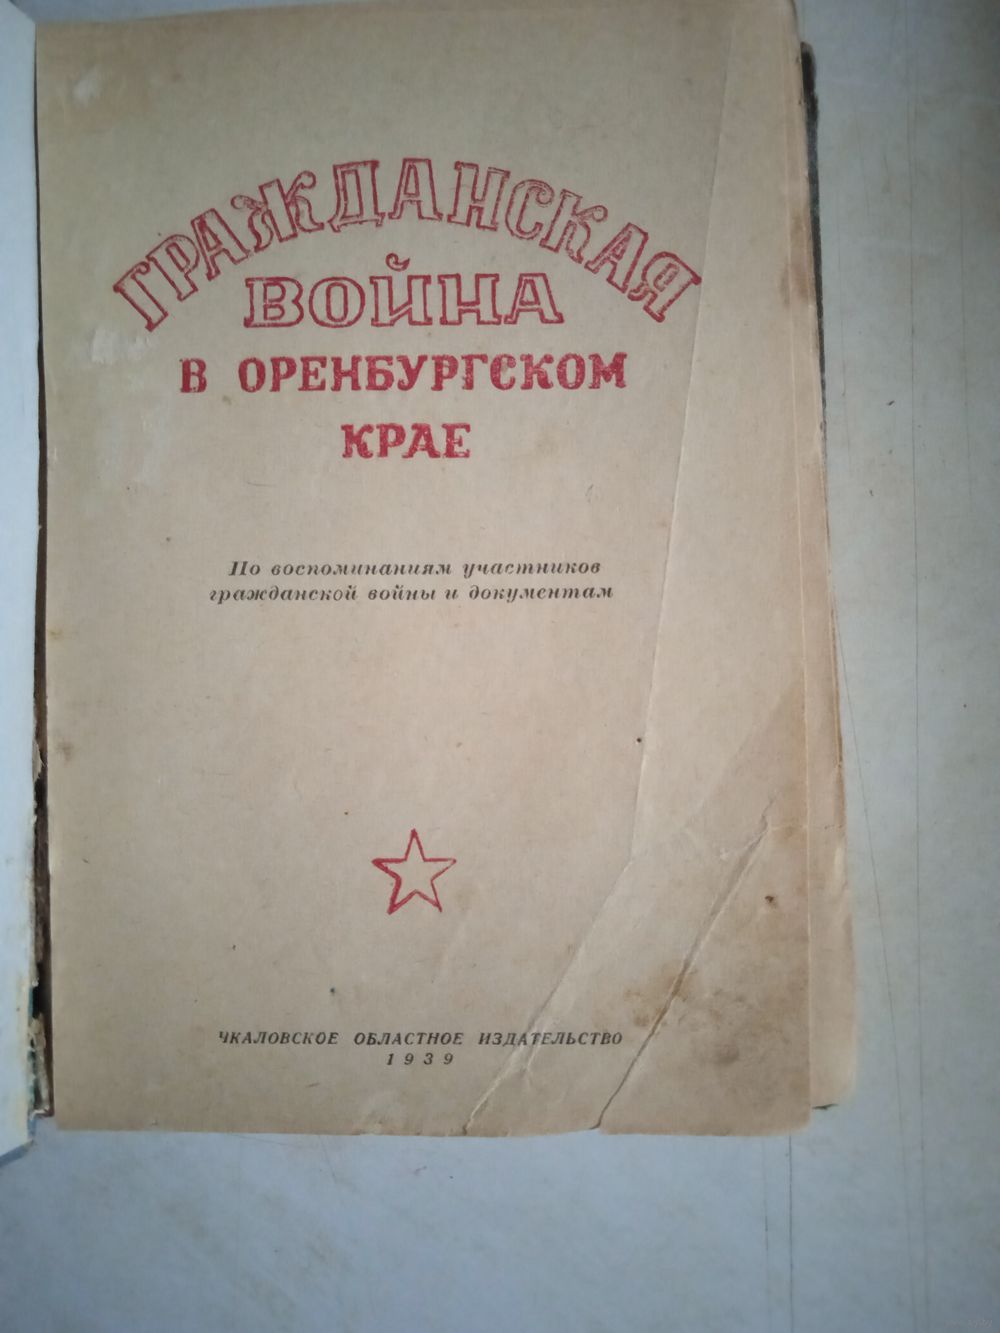 ГРАЖДАНСКАЯ
ВОЙНА
В ОРЕНБУРГСКОМ
КРАЕ
По воспоминаниям участников
гражданской войны и документам
ЧКАЛОВСКОЕ ОБЛАСТНОЕ ИЗДАТЕЛЬСТВО
1939